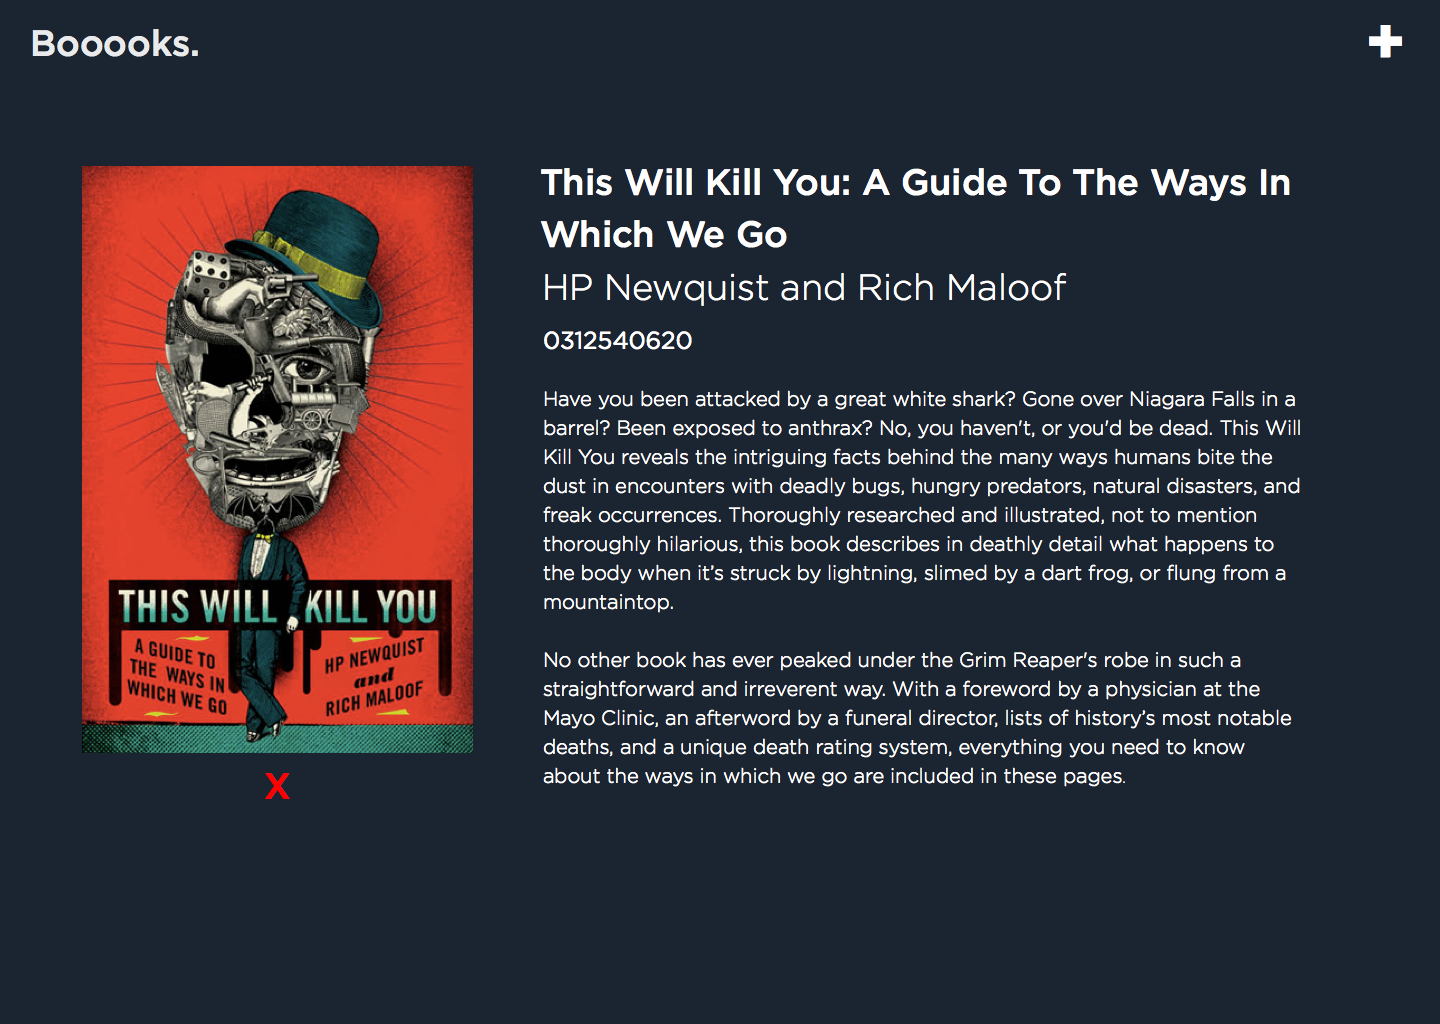 Booooks.
This Will Kill You: A Guide To The Ways In
Which We Go
HP Newquist and Rich Maloof
0312540620
Have you been attacked by a great white shark? Gone over Niagara Falls in a
barrel? Been exposed to anthrax? No, you haven't, or you'd be dead. This Will
Kill You reveals the intriguing facts behind the many ways humans bite the
dust in encounters with deadly bugs, hungry predators, natural disasters, and
freak occurrences. Thoroughly researched and illustrated, not to mention
thoroughly hilarious, this book describes in deathly detail what happens to
the body when it’s struck by lightning, slimed by a dart frog, or flung from a
mountaintop.
No other book has ever peaked under the Grim Reaper's robe in such a
straightforward and irreverent way. With a foreword by a physician at the
Mayo Clinic, an afterword by a funeral director, lists of history’s most notable
deaths, and a unique death rating system, everything you need to know
about the ways in which we go are included in these pages.
THIS WILL KILL YOU
A GUIDE TO
THE WAYS IN
WHICH WE GO
HP NEWQUIST
and
RICH MALOOF
X